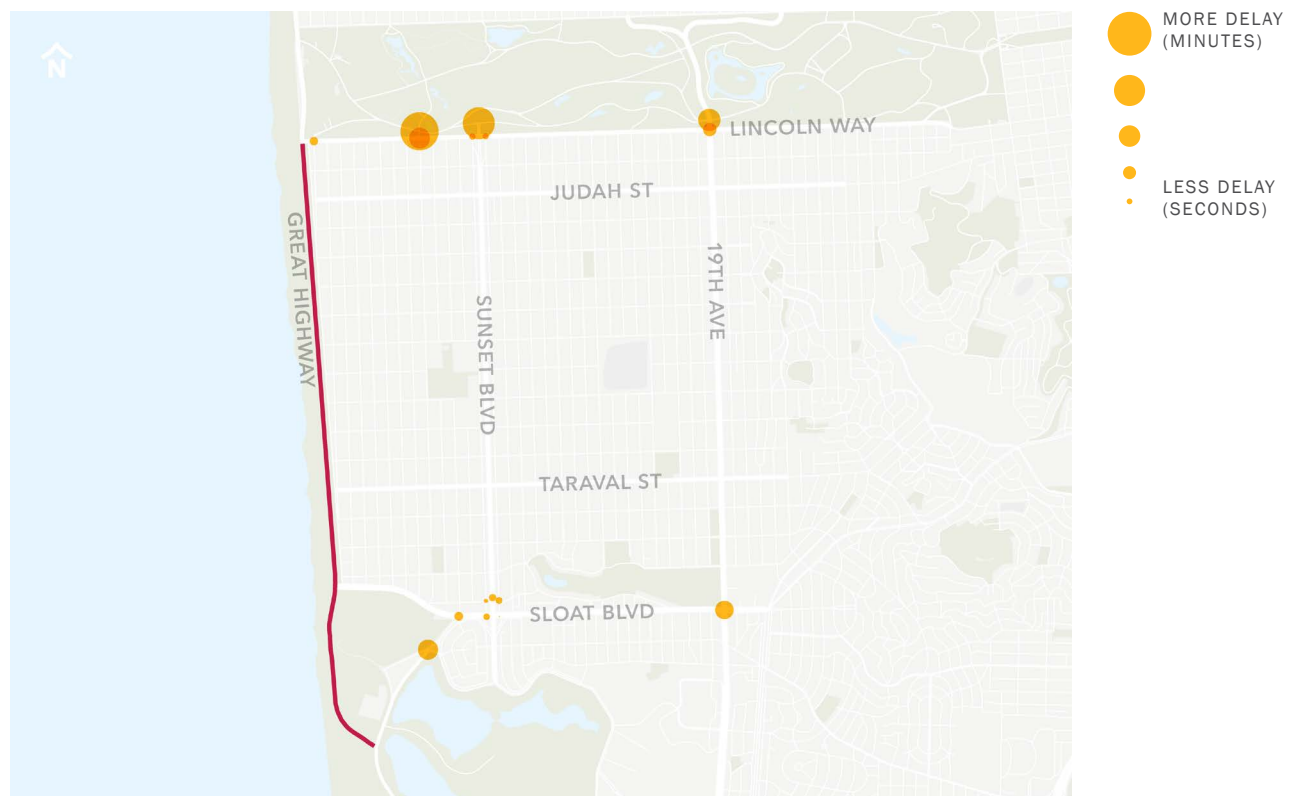 N
MORE DELAY
(MINUTES)
LINCOLN WAY
JUDAH ST
LESS DELAY
(SECONDS)
GREAT HIGHWAY
19TH AVE
SUNSET BLVD
TARAVAL ST
SLOAT BLVD